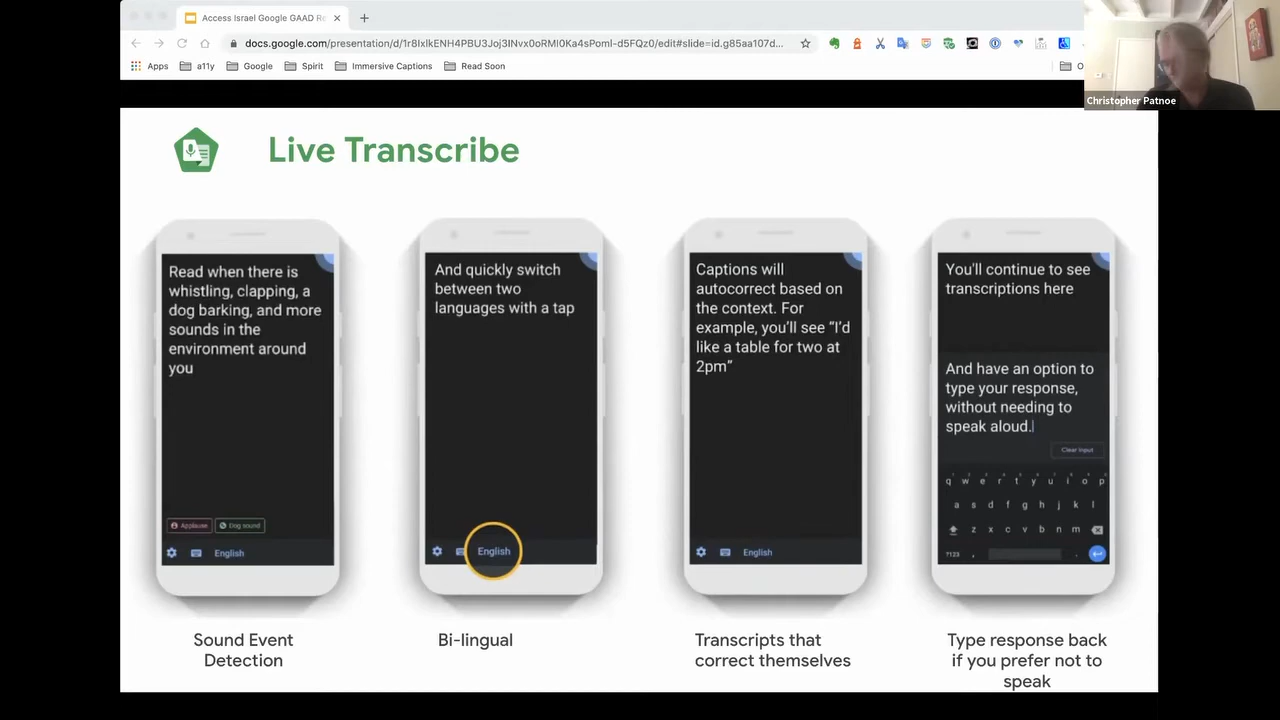 Access Israel Google GAAD Ro
docs.google.com/presentation/d/1r8IxlkENH4PBU3Joj3INvx0oRMI0Ka4sPomI-d5FQz0/edit#slide=id.g85aa107d...
Apps
a11y
Google
Spirit
Immersive Captions
Read Soon
O
Christopher Patnoe
Live Transcribe
Read when there is
whistling, clapping, a
dog barking, and more
sounds in the
environment around
you
Applause
Dog sound
English
Sound Event
Detection
And quickly switch
between two
languages with a tap
English
Bi-lingual
Captions will
autocorrect based on
the context. For
example, you’ll see “I’d
like a table for two at
2pm”
English
Transcripts that
correct themselves
You'll continue to see
transcriptions here
And have an option to
type your response,
without needing to
speak aloud.
Clear input
q w e r t y u i o p
a s d f g h j k l
z x c v b n m
?123 , .
Type response back
if you prefer not to
speak